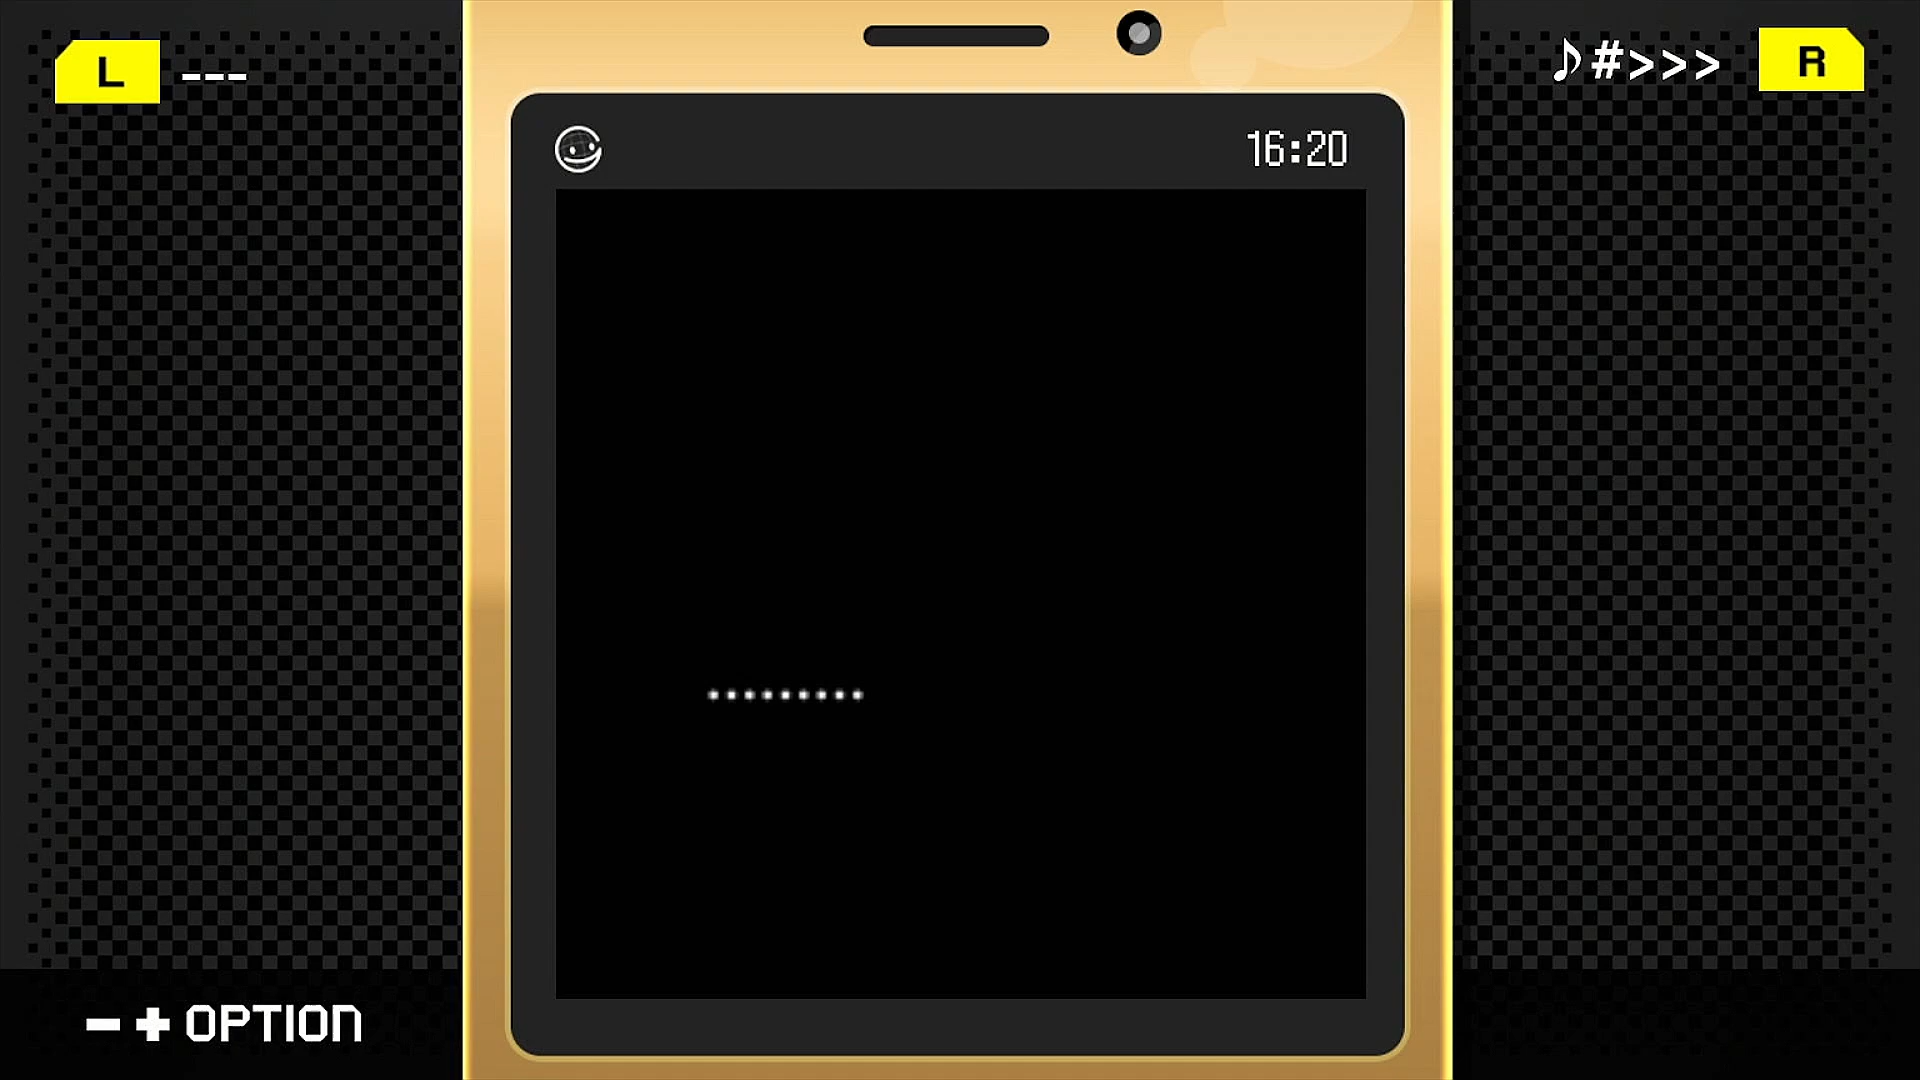 L ---
♪#>>> R
16:20
.........
-+ OPTION